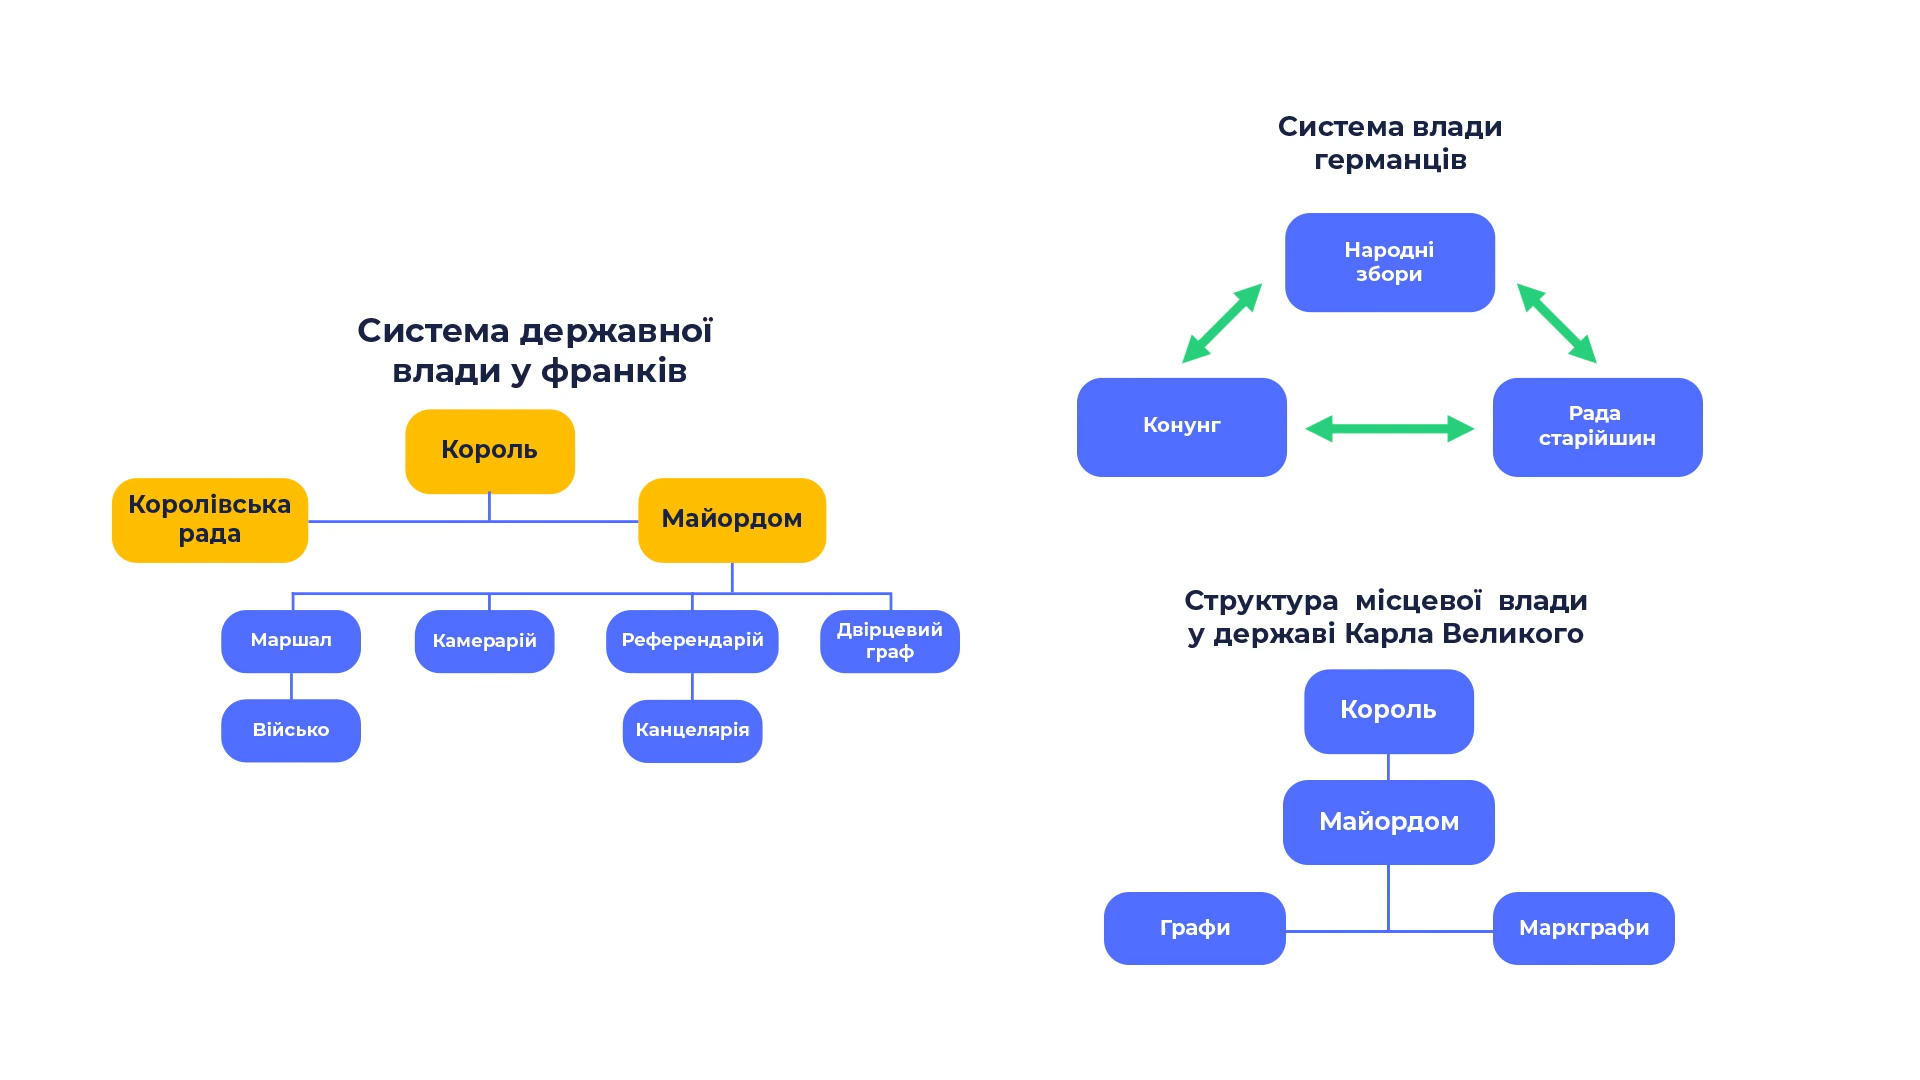 Система державної
влади у франків
Король
Королівська
рада
Майордом
Маршал
Камерарій
Референдарій
Двірцевий
граф
Військо
Канцелярія
Система влади
германців
Народні
збори
Конунг
Рада
старійшин
Структура місцевої влади
у державі Карла Великого
Король
Майордом
Графи
Маркграфи